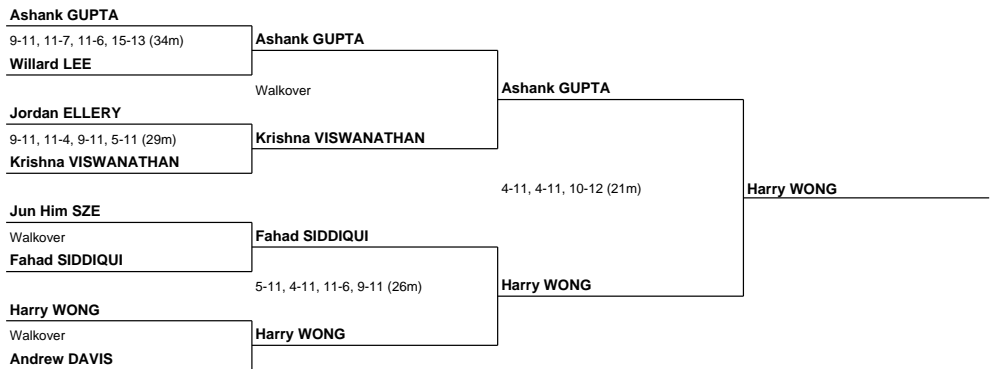 Ashank GUPTA
9-11, 11-7, 11-6, 15-13 (34m)
Ashank GUPTA
Willard LEE
Walkover
Ashank GUPTA
Jordan ELLERY
9-11, 11-4, 9-11, 5-11 (29m)
Krishna VISWANATHAN
Krishna VISWANATHAN
4-11, 4-11, 10-12 (21m)
Harry WONG
Jun Him SZE
Walkover
Fahad SIDDIQUI
Fahad SIDDIQUI
5-11, 4-11, 11-6, 9-11 (26m)
Harry WONG
Harry WONG
Walkover
Harry WONG
Andrew DAVIS